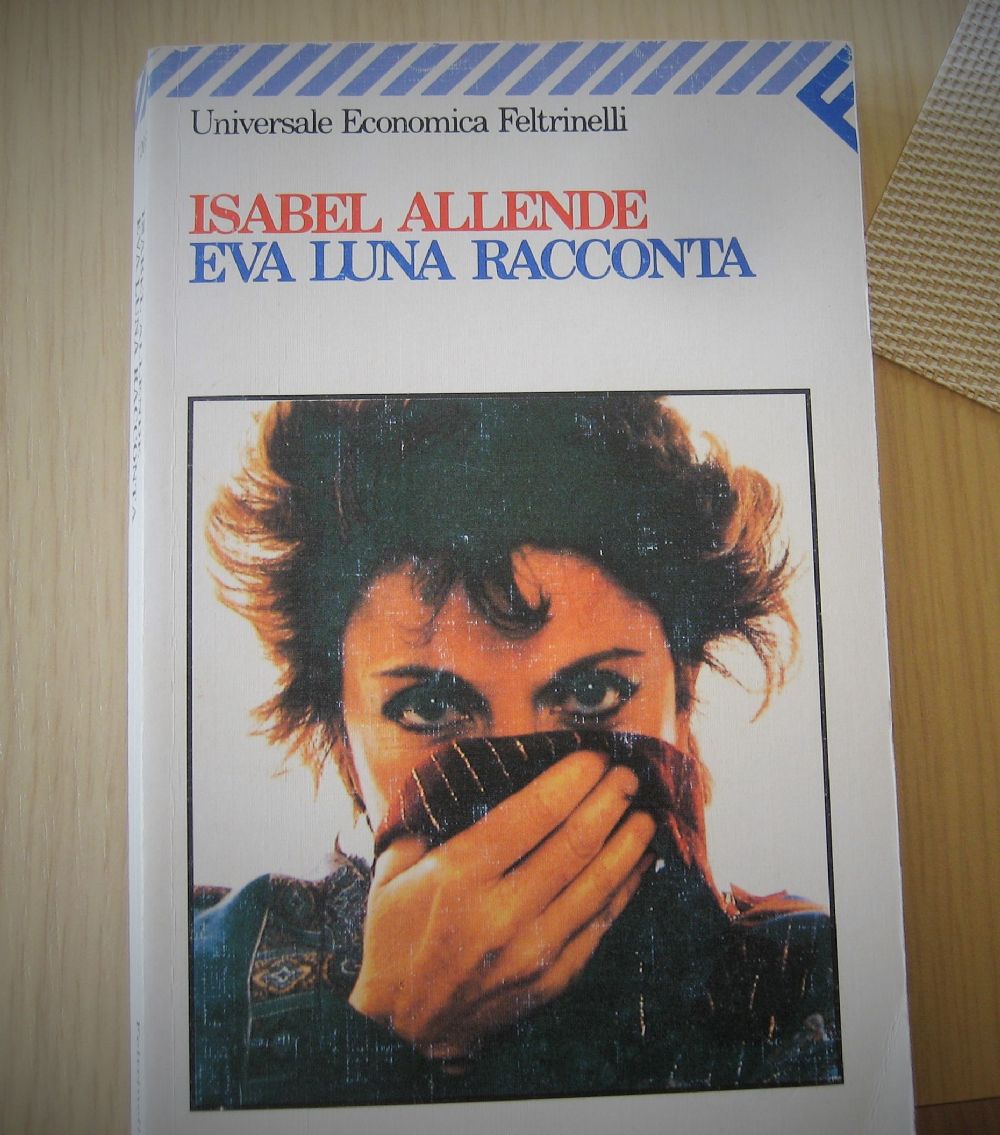 Universale Economica Feltrinelli
ISABEL ALLENDE
EVA LUNA RACCONTA